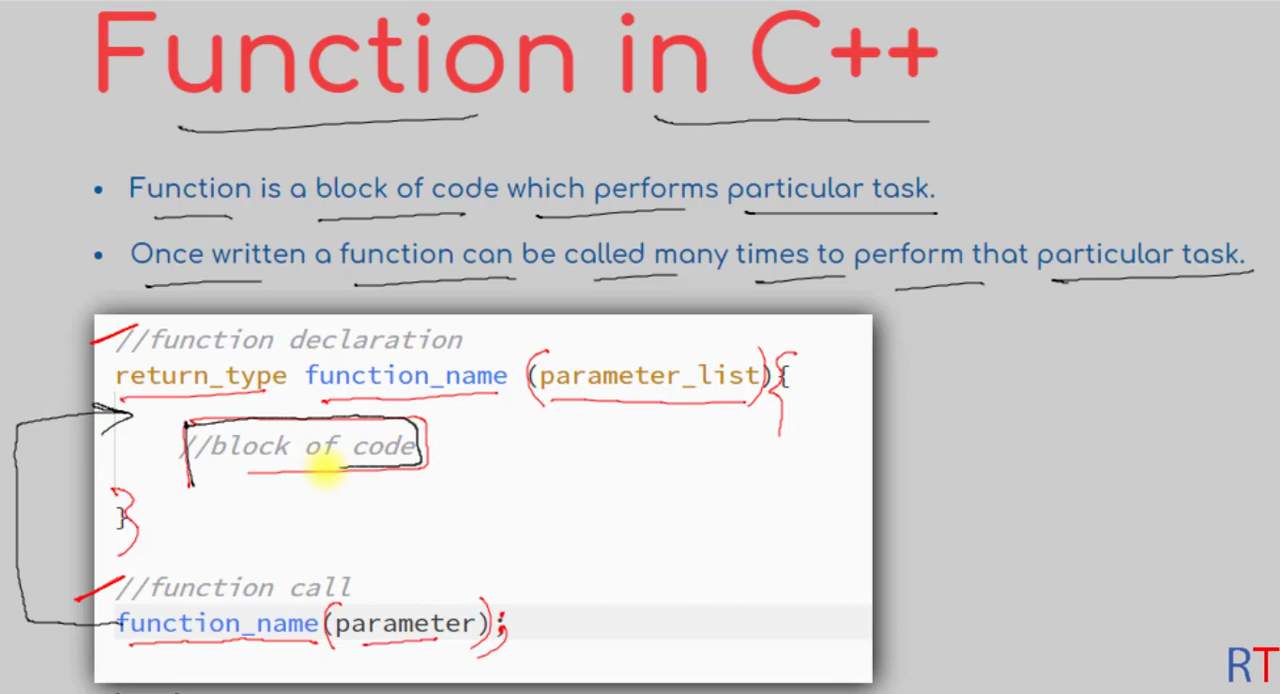 Function in C++
• Function is a block of code which performs particular task.
• Once written a function can be called many times to perform that particular task.
//function declaration
return_type function_name (parameter_list){
//block of code
}
//function call
function_name(parameter);
RT